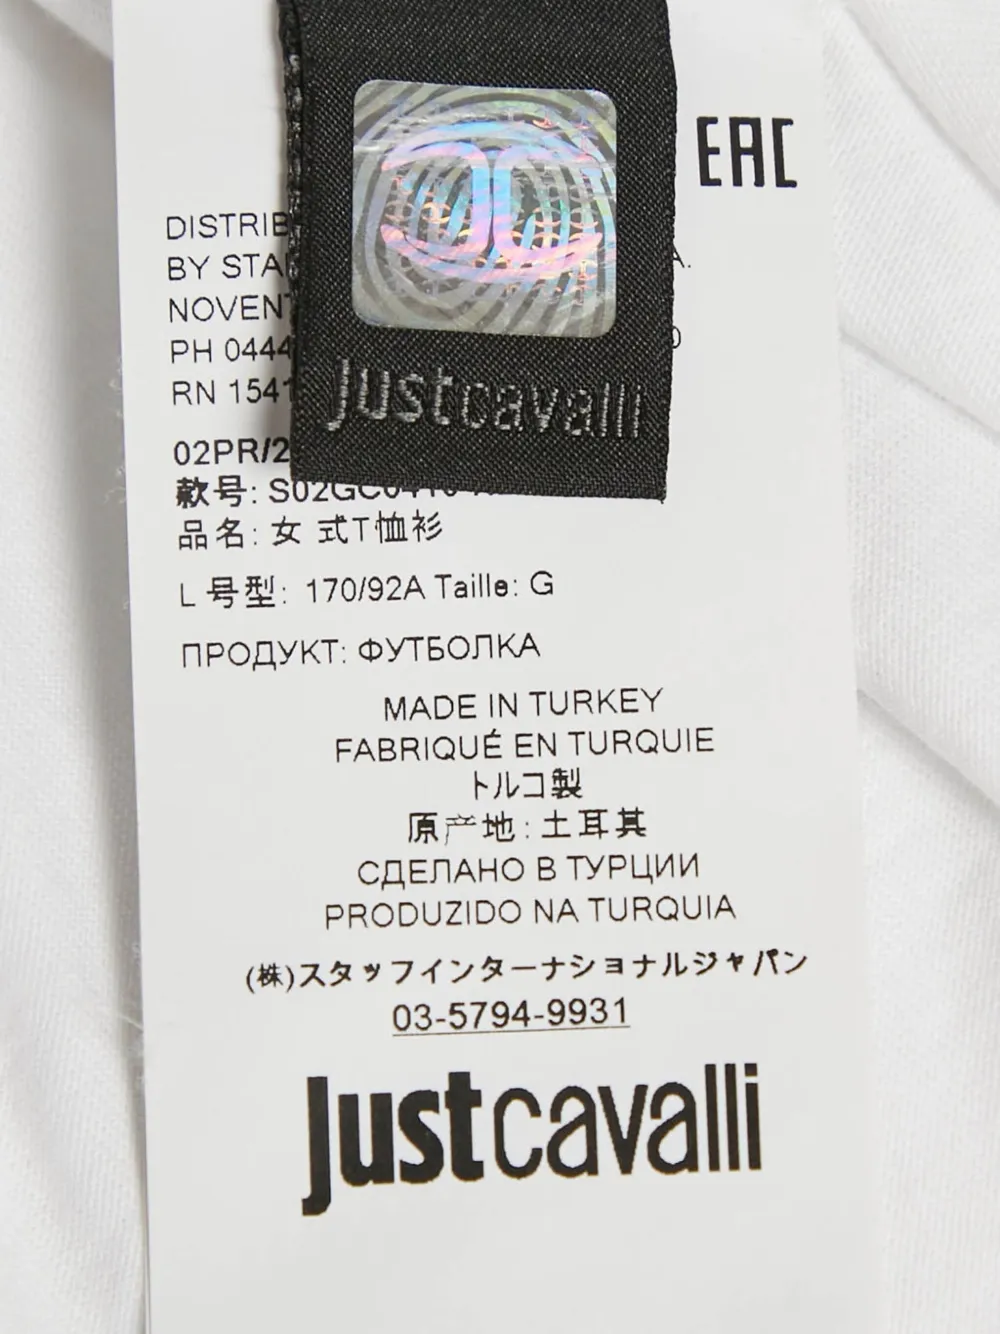 EAC
DISTRIB
BY STA
NOVENT
PH 0444
RN 1541
justcavalli
02PR/2
款号: S02GC0410
品名: 女 式T恤衫
L 号型: 170/92A Taille: G
ПРОДУКТ: ФУТБОЛКА
MADE IN TURKEY
FABRIQUÉ EN TURQUIE
トルコ製
原产地: 土耳其
СДЕЛАНО В ТУРЦИИ
PRODUZIDO NA TURQUIA
(株)スタッフインターナショナルジャパン
03-5794-9931
justcavalli